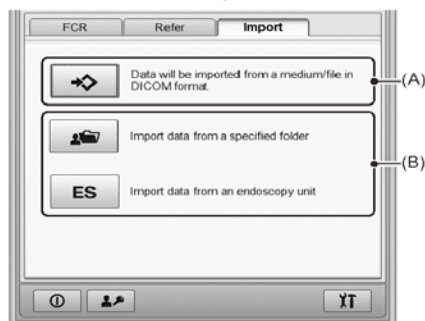 FCR Refer Import
Data will be imported from a medium/file in
DICOM format
(A)
Import data from a specified folder
(B)
ES Import data from an endoscopy unit